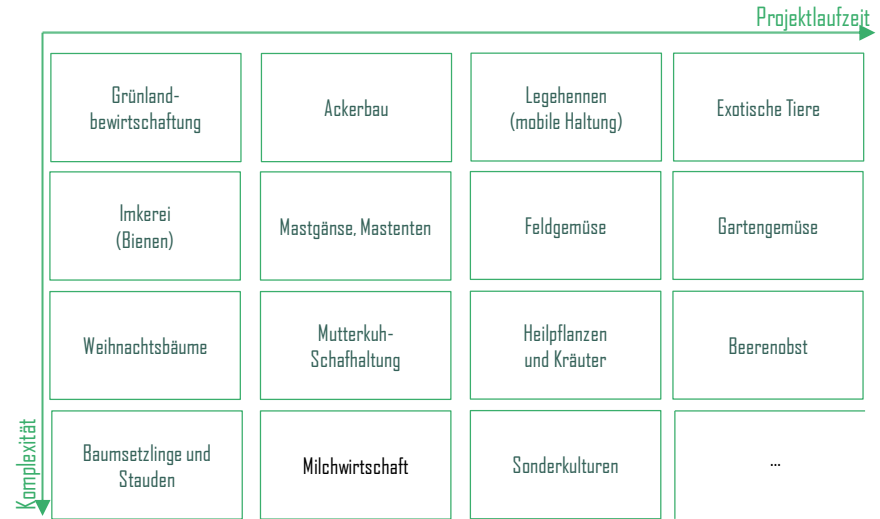 Projektlaufzeit
Grünland-
bewirtschaftung
Ackerbau
Legehennen
(mobile Haltung)
Exotische Tiere
Imkerei
(Bienen)
Mastgänse, Mastenten
Feldgemüse
Gartengemüse
Weihnachtsbäume
Mutterkuh-
Schafhaltung
Heilpflanzen
und Kräuter
Beerenobst
Baumsetzlinge und
Stauden
Milchwirtschaft
Sonderkulturen
...
Komplexität